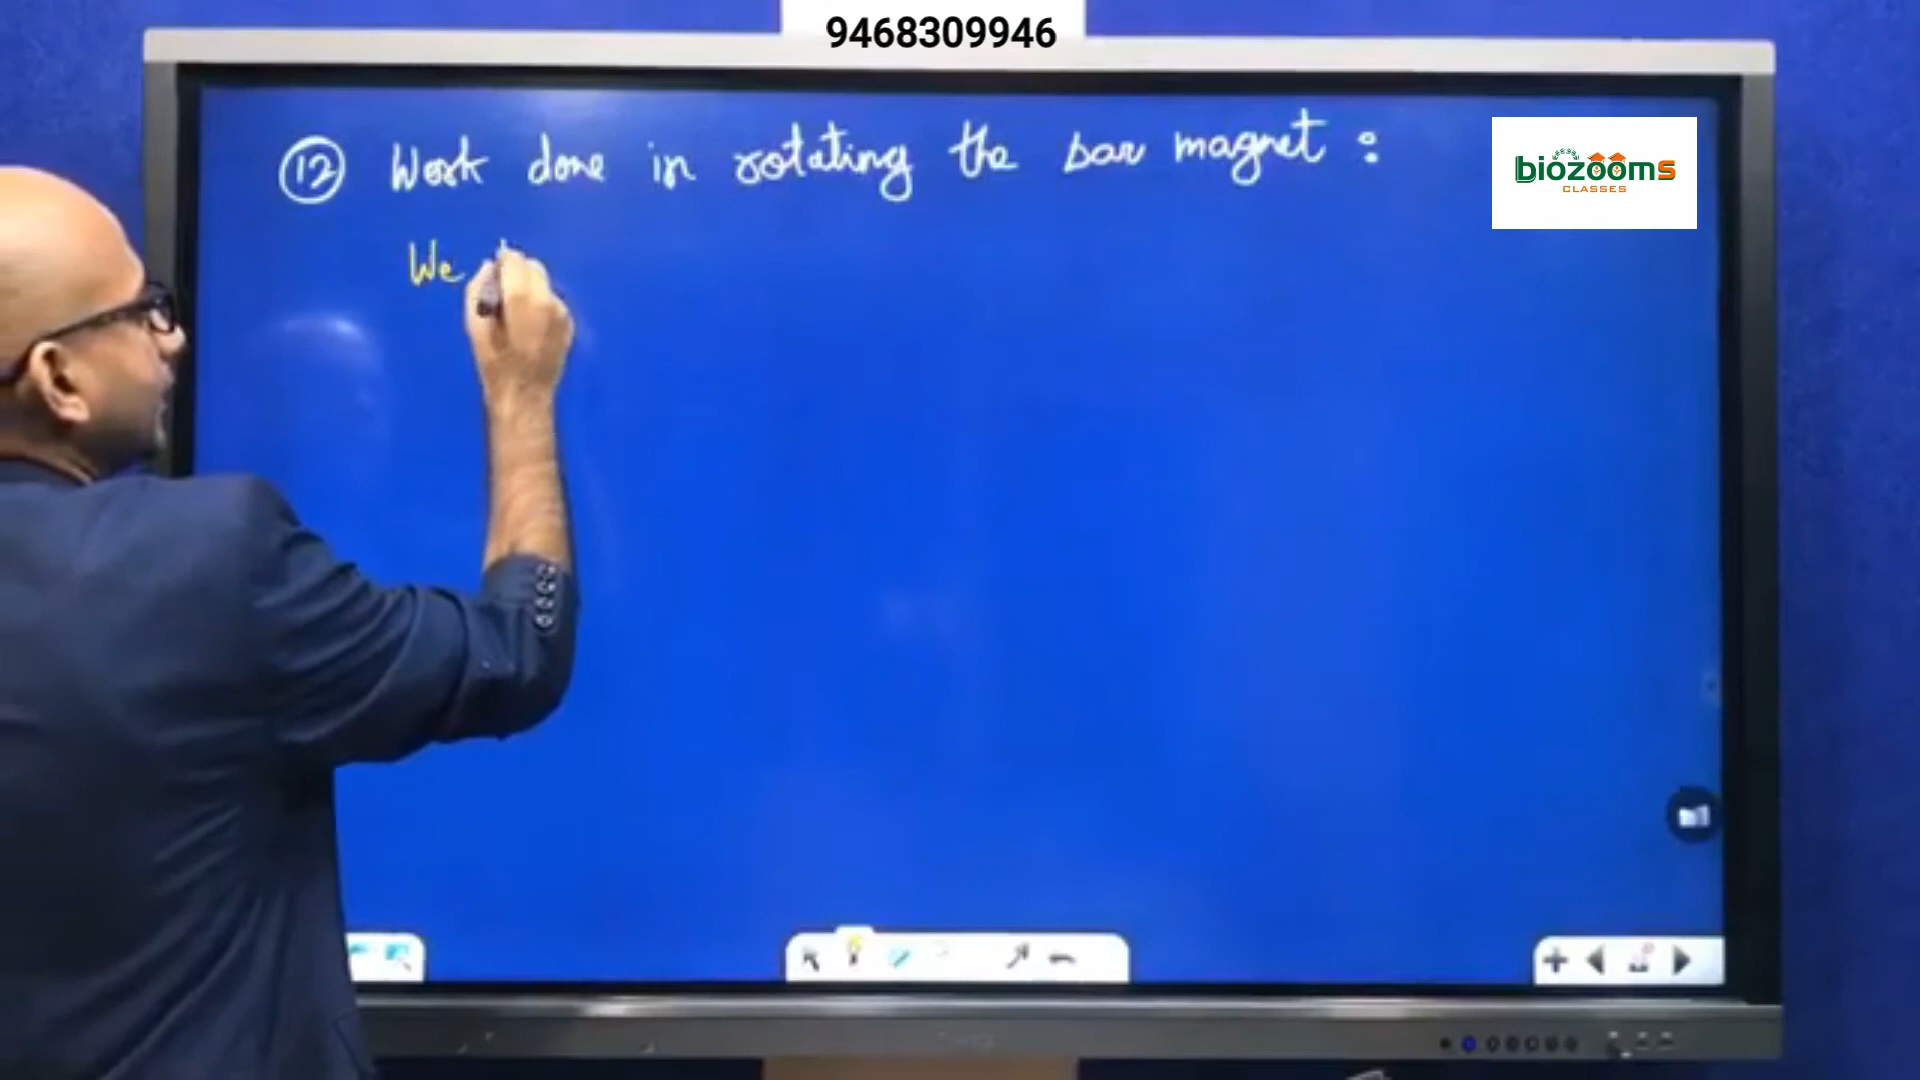 9468309946
12 Work done in rotating the bar magnet :
biozooms
CLASSES
We